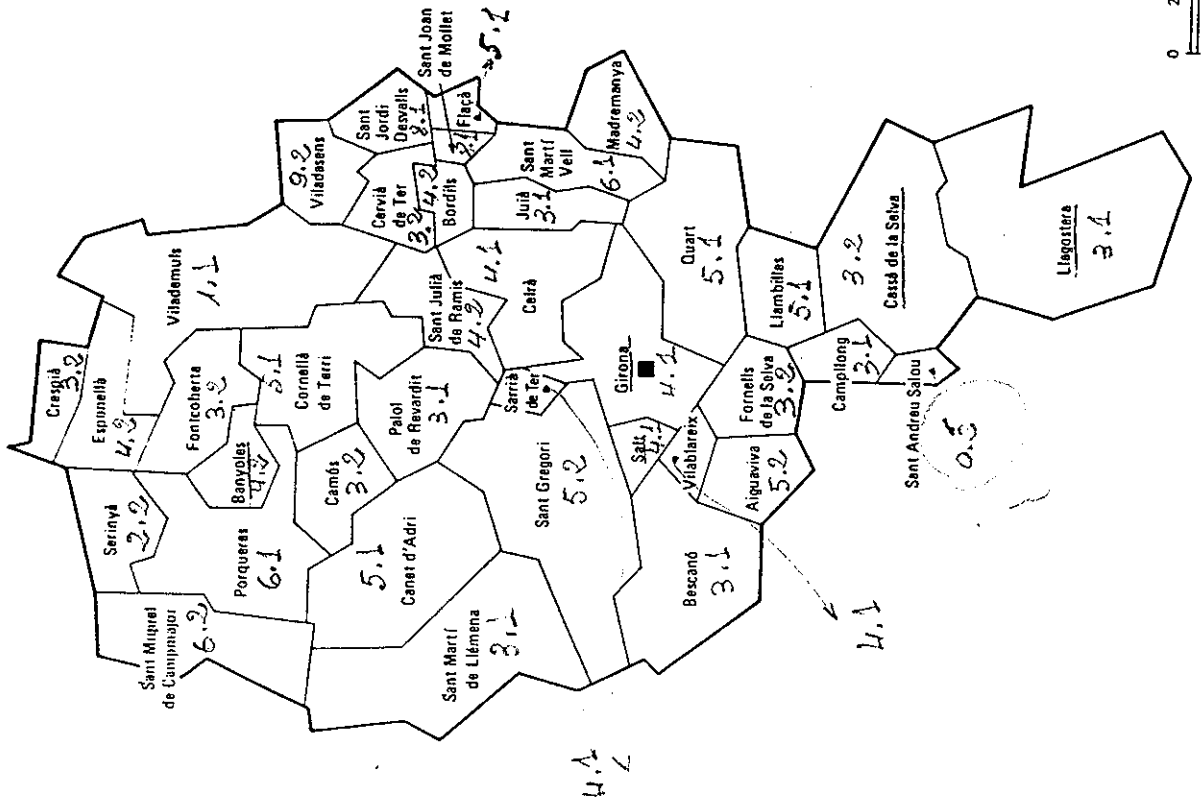 Crespià
3.2
Espunellà
4.2
Viladasens
9.2
Sant
Jordi
Desvalls
8.1
Sant Joan
de Mollet
3.1
Flaçà
5.1
Cervià
de Ter
3.2
4.2
Bordils
Vilademuls
1.1
Serinyà
2.2
Fontcoberta
3.2
Banyoles
4.2
Cornellà
de Terri
5.1
Sant Miquel
de Campmajor
6.2
Porqueres
6.1
Camós
3.2
Palol
de Revardit
3.1
Sant Julià
de Ramis
4.2
Celrà
4.1
Juià
3.1
Sant
Martí
Vell
6.1
Madremanya
4.2
Canet d'Adri
5.1
Sant Martí
de Llémena
3.1
Sant Gregori
5.2
Sarrià
de Ter
4.1
Girona
4.1
Salt
4.1
Vilablareix
4.1
Bescanó
3.1
Aiguaviva
5.2
Fornells
de la Selva
3.2
Quart
5.1
Llambilles
5.1
Cassà de la Selva
3.2
Campllong
3.1
Sant Andreu Salou
0.5
Llagostera
3.1
0 2